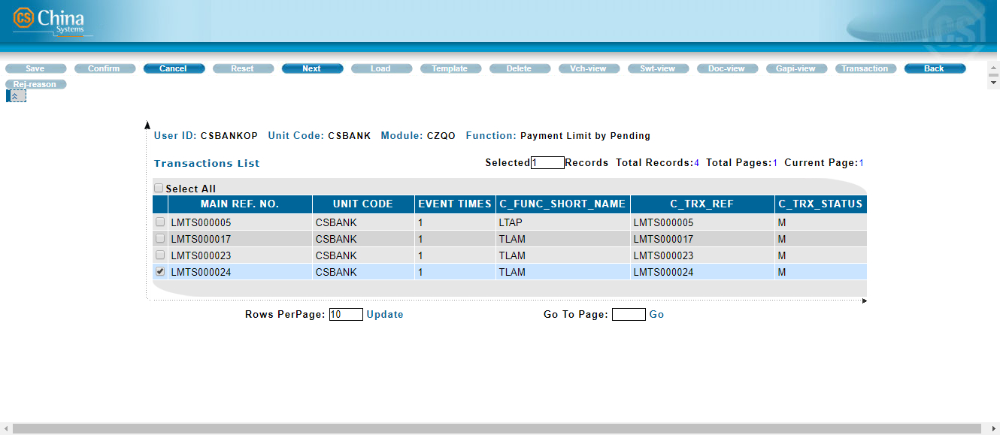 CS China Systems
Save Confirm Cancel Reset Next Load Template Delete Vch-view Swt-view Doc-view Gapi-view Transaction Back
Rej-reason
User ID: CSBANKOP Unit Code: CSBANK Module: CZQO Function: Payment Limit by Pending
Transactions List Selected 1 Records Total Records:4 Total Pages:1 Current Page:1
Select All
MAIN REF. NO. UNIT CODE EVENT TIMES C_FUNC_SHORT_NAME C_TRX_REF C_TRX_STATUS
LMTS000005 CSBANK 1 LTAP LMTS000005 M
LMTS000017 CSBANK 1 TLAM LMTS000017 M
LMTS000023 CSBANK 1 TLAM LMTS000023 M
LMTS000024 CSBANK 1 TLAM LMTS000024 M
Rows PerPage: 10 Update Go To Page: Go